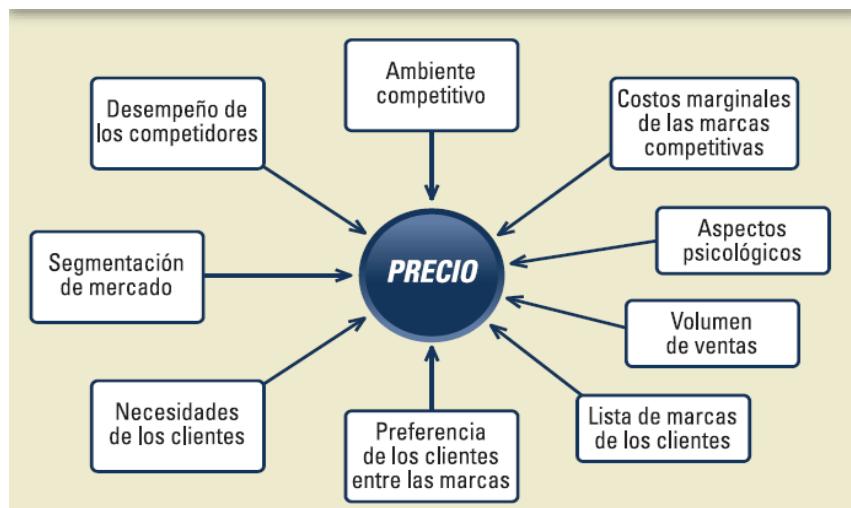 Ambiente
competitivo
Desempeño de
los competidores
Costos marginales
de las marcas
competitivas
Segmentación
de mercado
PRECIO
Aspectos
psicológicos
Volumen
de ventas
Necesidades
de los clientes
Preferencia
de los clientes
entre las marcas
Lista de marcas
de los clientes